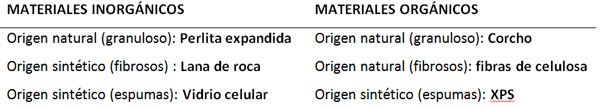 MATERIALES INORGÁNICOS MATERIALES ORGÁNICOS
Origen natural (granuloso): Perlita expandida Origen natural (granuloso): Corcho
Origen sintético (fibrosos) : Lana de roca Origen natural (fibrosos): fibras de celulosa
Origen sintético (espumas): Vidrio celular Origen sintético (espumas): XPS